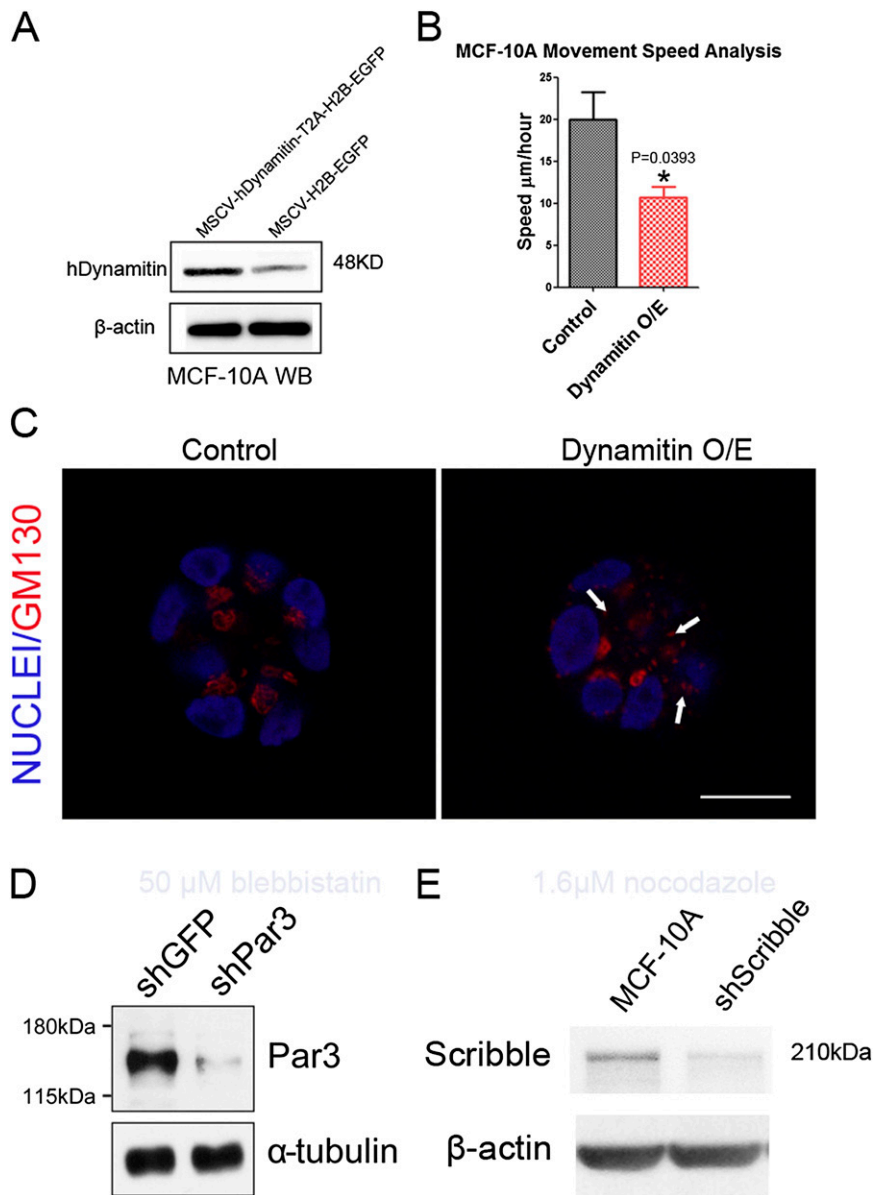 A
MSCV-hDynamitin-T2A-H2B-EGFP
MSCV-H2B-EGFP
hDynamitin
48KD
β-actin
MCF-10A WB
B
MCF-10A Movement Speed Analysis
Speed μm/hour
25
20
15
10
5
0
P=0.0393
*
Control
Dynamitin O/E
C
Control
Dynamitin O/E
NUCLEI/GM130
D
50 μM blebbistatin
shGFP
shPar3
180kDa
115kDa
Par3
α-tubulin
E
1.6μM nocodazole
MCF-10A
shScribble
Scribble
210kDa
β-actin